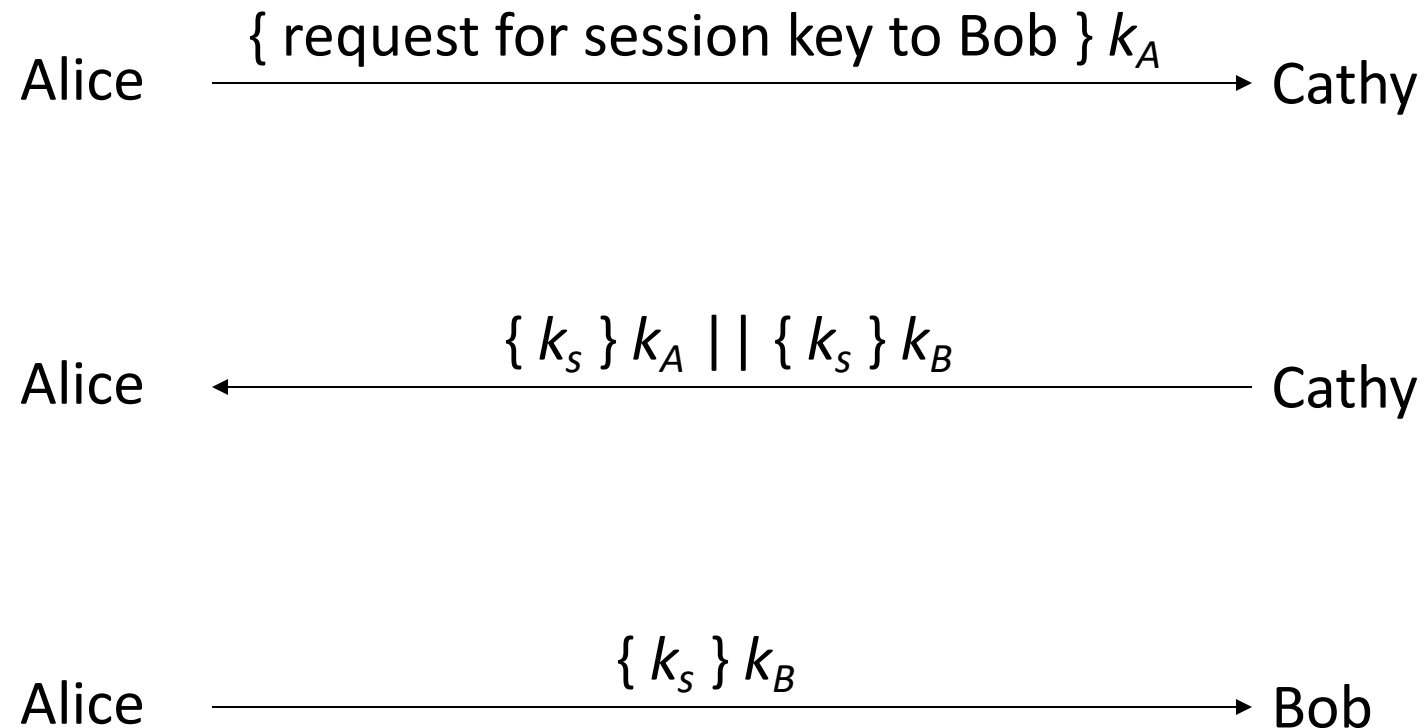 { request for session key to Bob } kA
Alice Cathy
{ ks } kA || { ks } kB
Alice Cathy
{ ks } kB
Alice Bob